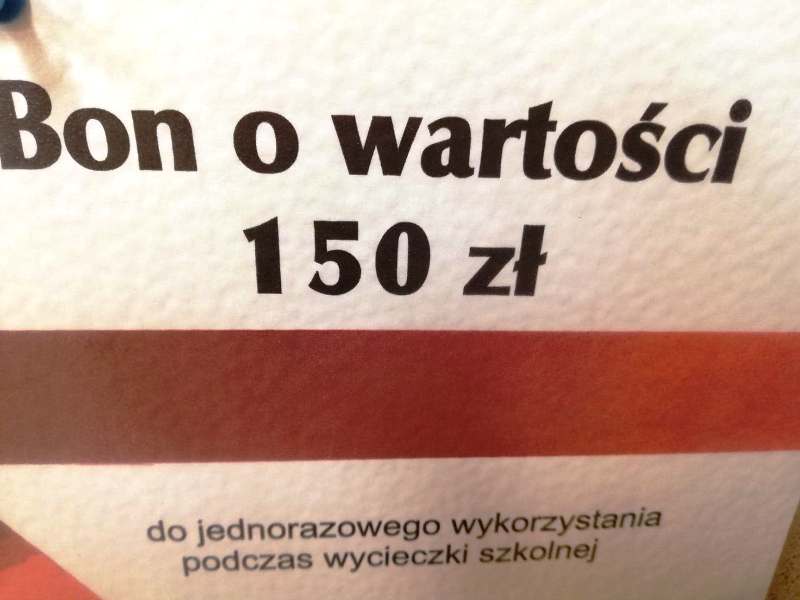 Bon o wartości
150 zł
do jednorazowego wykorzystania
podczas wycieczki szkolnej